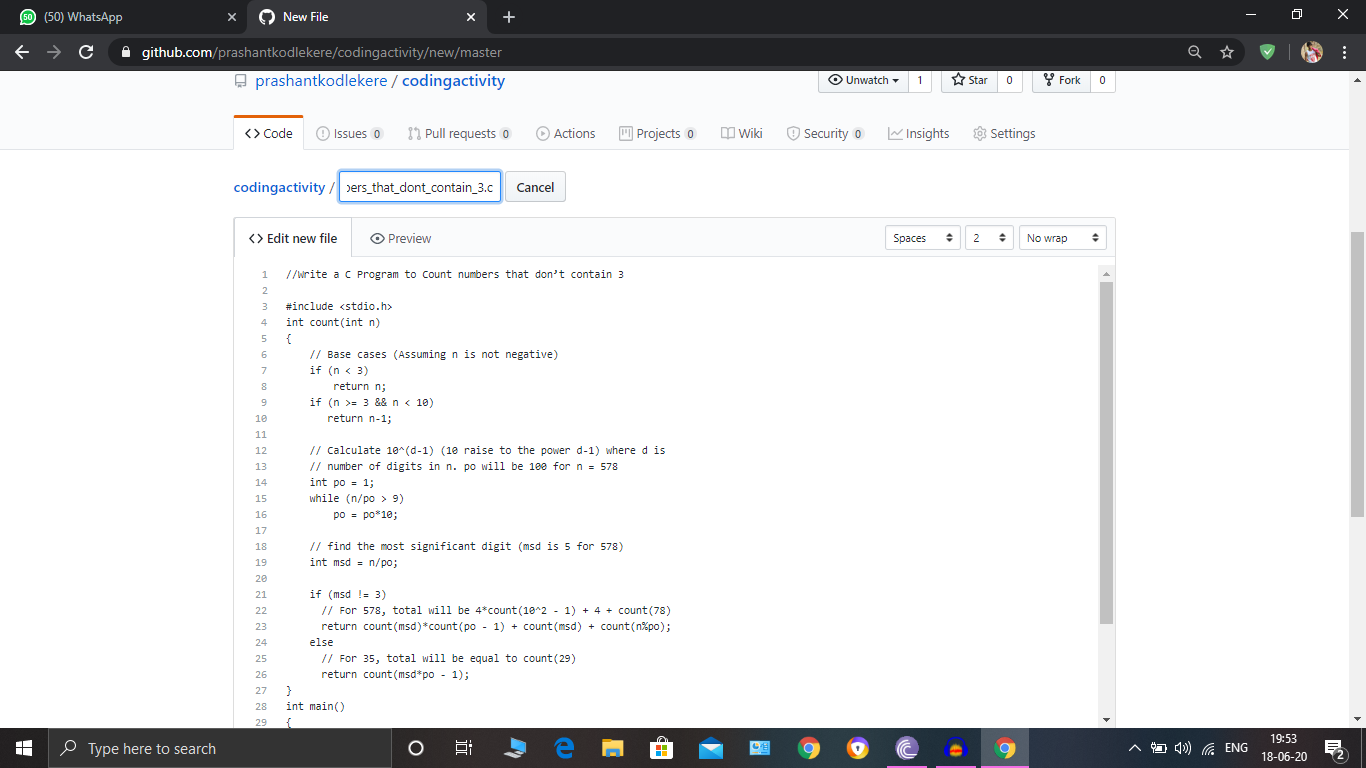 (50) WhatsApp
New File
github.com/prashantkodlekere/codingactivity/new/master
prashantkodlekere / codingactivity
Unwatch 1 Star 0 Fork 0
Code Issues 0 Pull requests 0 Actions Projects 0 Wiki Security 0 Insights Settings
codingactivity / bers_that_dont_contain_3.c Cancel
Edit new file Preview Spaces 2 No wrap
1 //Write a C Program to Count numbers that don’t contain 3
2
3 #include <stdio.h>
4 int count(int n)
5 {
6 // Base cases (Assuming n is not negative)
7 if (n < 3)
8 return n;
9 if (n >= 3 && n < 10)
10 return n-1;
11
12 // Calculate 10^(d-1) (10 raise to the power d-1) where d is
13 // number of digits in n. po will be 100 for n = 578
14 int po = 1;
15 while (n/po > 9)
16 po = po*10;
17
18 // find the most significant digit (msd is 5 for 578)
19 int msd = n/po;
20
21 if (msd != 3)
22 // For 578, total will be 4*count(10^2 - 1) + 4 + count(78)
23 return count(msd)*count(po - 1) + count(msd) + count(n%po);
24 else
25 // For 35, total will be equal to count(29)
26 return count(msd*po - 1);
27 }
28 int main()
29 {
Type here to search
ENG
19:53
18-06-20
2